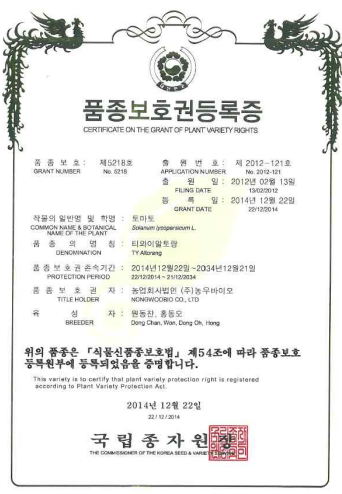 품종보호권등록증
CERTIFICATE ON THE GRANT OF PLANT VARIETY RIGHTS
품 종 보 호 : 제5218호 출 원 번 호 : 제 2012-121호
GRANT NUMBER No. 5218 APPLICATION NUMBER No. 2012-121
출 원 일 : 2012년 02월 13일
FILING DATE 13/02/2012
등 록 일 : 2014년 12월 22일
GRANT DATE 22/12/2014
작물의 일반명 및 학명 : 토마토
COMMON NAME & BOTANICAL NAME OF THE PLANT Solanum lycopersicum L.
품 종 의 명 칭 : 티와이알토랑
DENOMINATION TY Altorang
품종보호권존속기간 : 2014년12월22일~2034년12월21일
PROTECTION PERIOD 22/12/2014 ~ 21/12/2034
품 종 보 호 권 자 : 농업회사법인 (주)농우바이오
TITLE HOLDER NONGWOOBIO CO., LTD
육 성 자 : 원동찬, 홍동오
BREEDER Dong Chan, Won, Dong Oh, Hong
위의 품종은 「식물신품종보호법」 제54조에 따라 품종보호
등록원부에 등록되었음을 증명합니다.
This variety is to certify that plant variety protection right is registered
according to Plant Variety Protection Act.
2014년 12월 22일
22 / 12 / 2014
국립종자원장
THE COMMISSIONER OF THE KOREA SEED & VARIETY